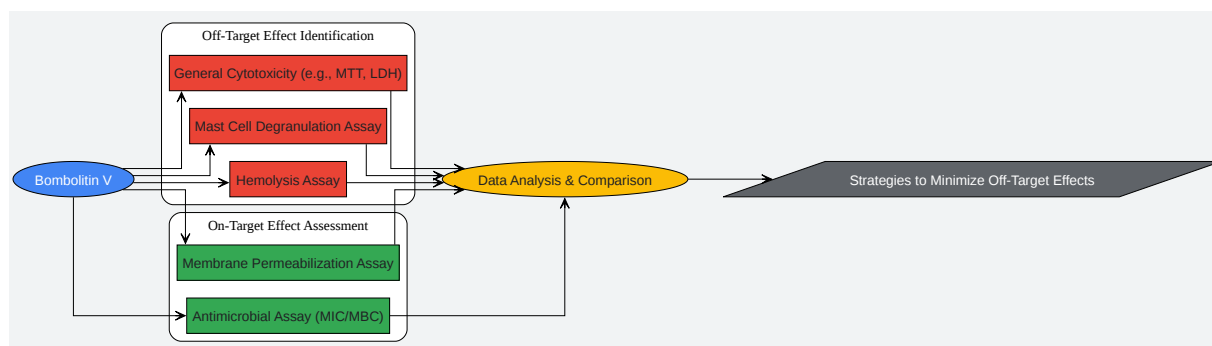 Off-Target Effect Identification
General Cytotoxicity (e.g., MTT, LDH)
Mast Cell Degranulation Assay
Hemolysis Assay
Bombolitin V
Data Analysis & Comparison
Strategies to Minimize Off-Target Effects
On-Target Effect Assessment
Membrane Permeabilization Assay
Antimicrobial Assay (MIC/MBC)